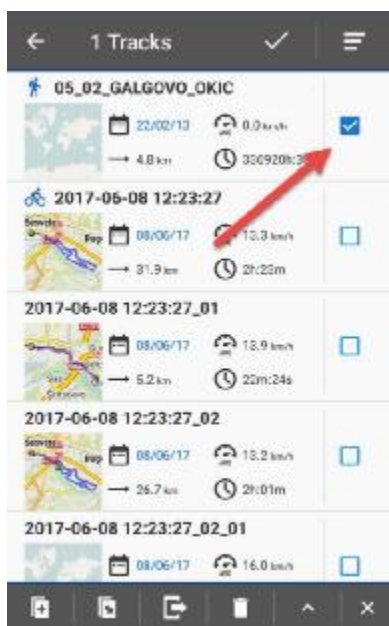 1 Tracks
05_02_GALGOVO_OKIC
22/02/13
0.0 km/h
4.8 km
2017-06-08 12:23:27
08/06/17
13.3 km/h
31.9 km
2h:23m
2017-06-08 12:23:27_01
08/06/17
13.9 km/h
5.2 km
22m:24s
2017-06-08 12:23:27_02
08/06/17
13.2 km/h
26.7 km
2h:01m
2017-06-08 12:23:27_02_01
08/06/17
16.0 km/h